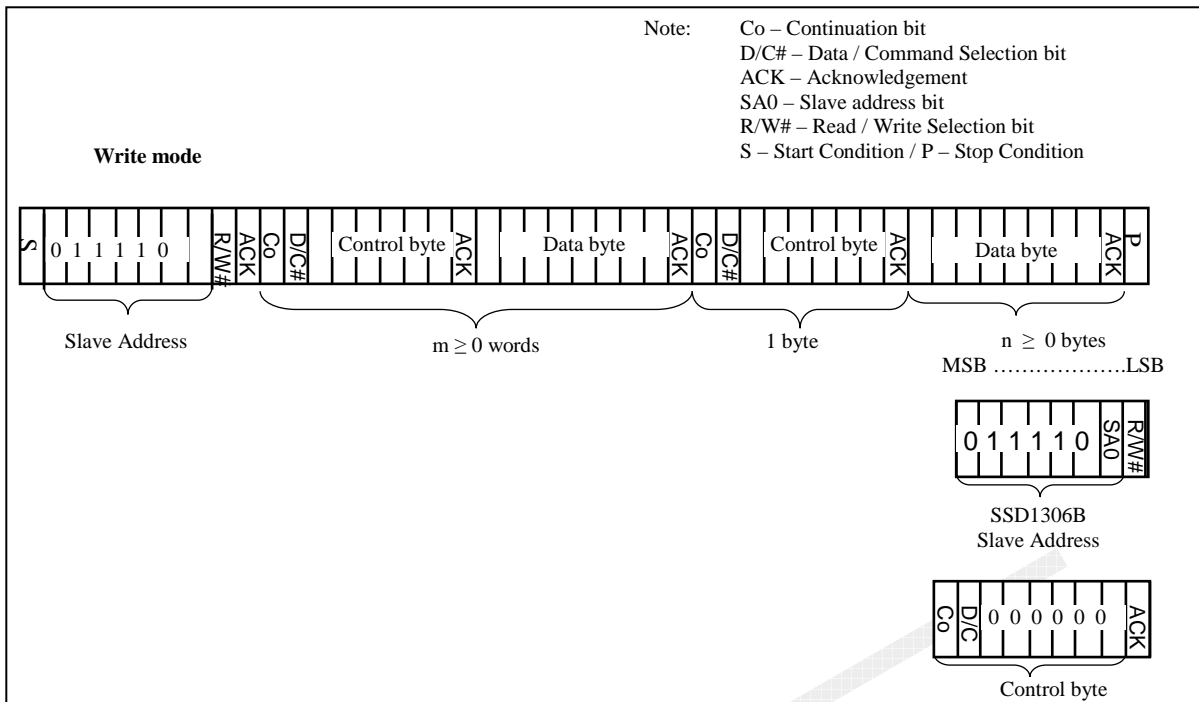 Note: Co – Continuation bit
D/C# – Data / Command Selection bit
ACK – Acknowledgement
SA0 – Slave address bit
R/W# – Read / Write Selection bit
S – Start Condition / P – Stop Condition
Write mode
S 0 1 1 1 1 0 R/W# ACK Co D/C# Control byte ACK Data byte ACK Co D/C# Control byte ACK Data byte ACK P
Slave Address m ≥ 0 words 1 byte n ≥ 0 bytes
MSB ………………….LSB
0 1 1 1 1 0 SA0 R/W#
SSD1306B
Slave Address
Co D/C 0 0 0 0 0 0 ACK
Control byte